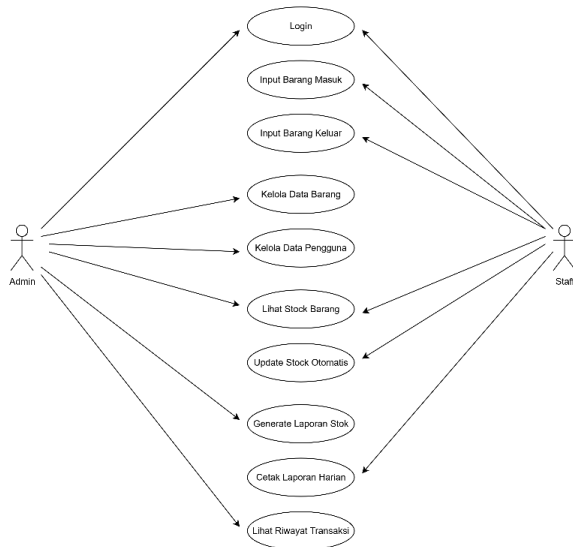 Login
Input Barang Masuk
Input Barang Keluar
Kelola Data Barang
Kelola Data Pengguna
Admin
Staff
Lihat Stock Barang
Update Stock Otomatis
Generate Laporan Stok
Cetak Laporan Harian
Lihat Riwayat Transaksi